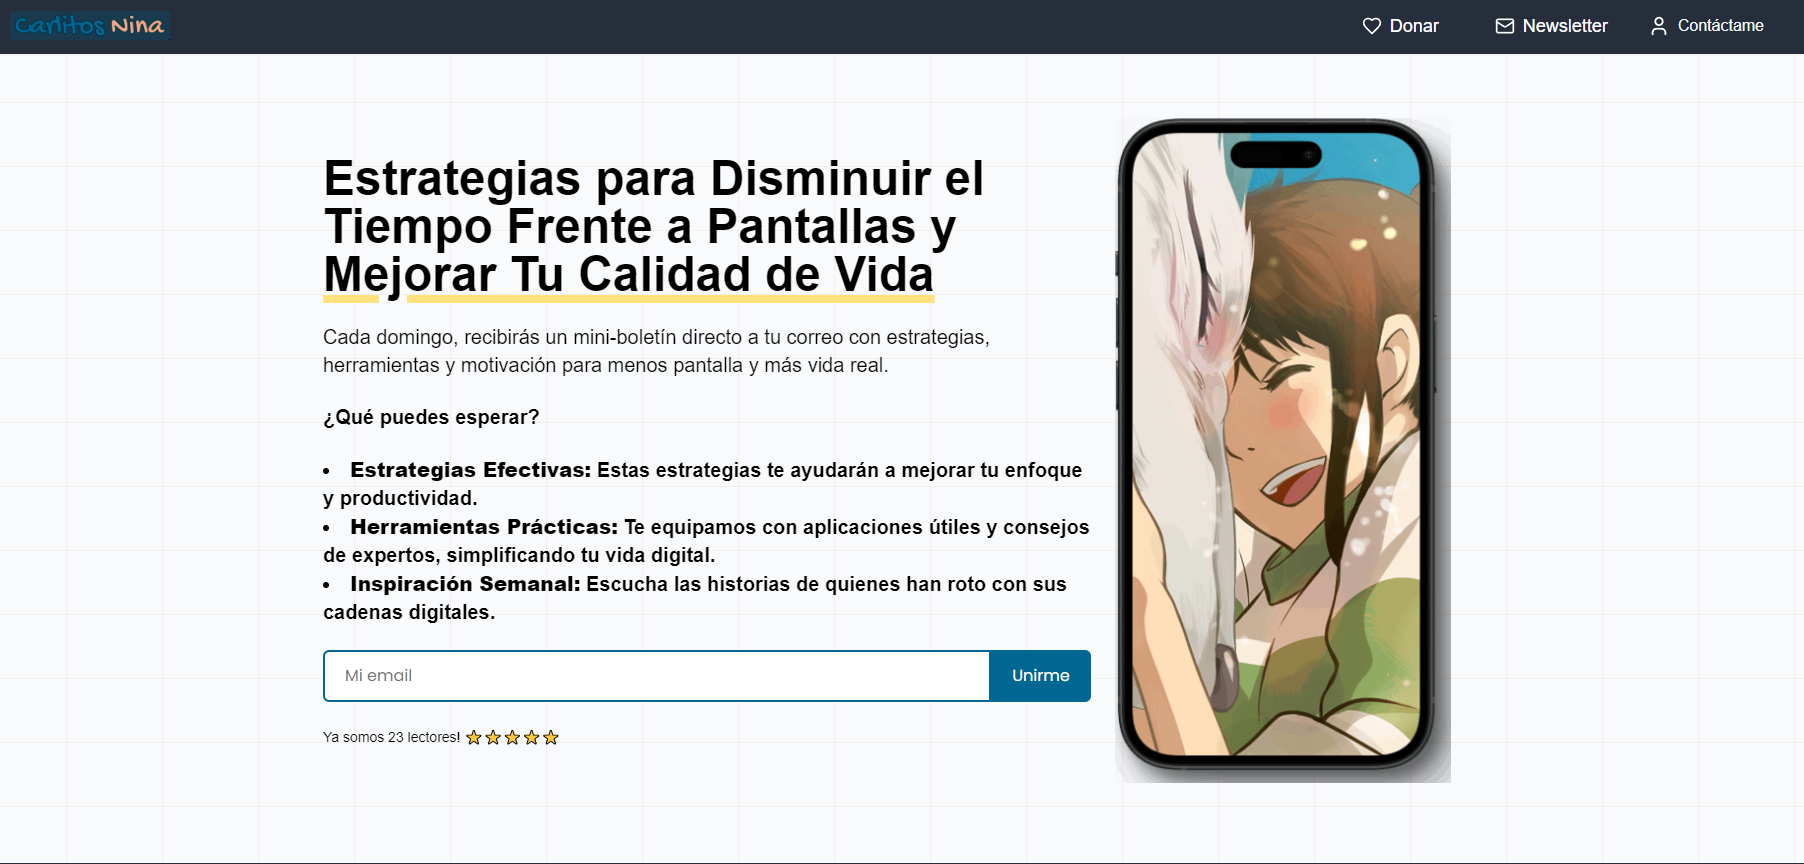 Carlitos Nina
Donar
Newsletter
Contáctame
Estrategias para Disminuir el
Tiempo Frente a Pantallas y
Mejorar Tu Calidad de Vida
Cada domingo, recibirás un mini-boletín directo a tu correo con estrategias,
herramientas y motivación para menos pantalla y más vida real.
¿Qué puedes esperar?
• Estrategias Efectivas: Estas estrategias te ayudarán a mejorar tu enfoque
y productividad.
• Herramientas Prácticas: Te equipamos con aplicaciones útiles y consejos
de expertos, simplificando tu vida digital.
• Inspiración Semanal: Escucha las historias de quienes han roto con sus
cadenas digitales.
Mi email
Unirme
Ya somos 23 lectores!